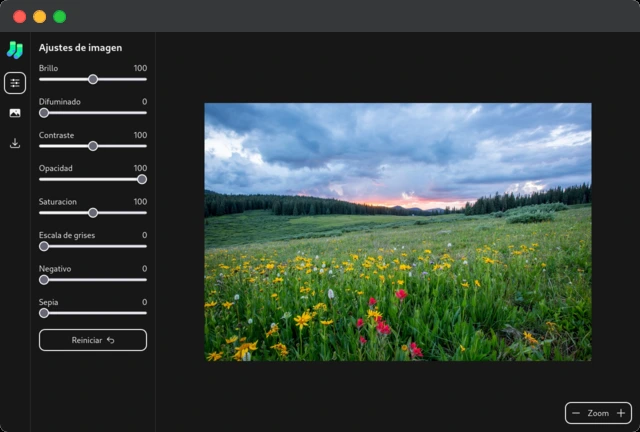 Ajustes de imagen
Brillo 100
Difuminado 0
Contraste 100
Opacidad 100
Saturacion 100
Escala de grises 0
Negativo 0
Sepia 0
Reiniciar
− Zoom +